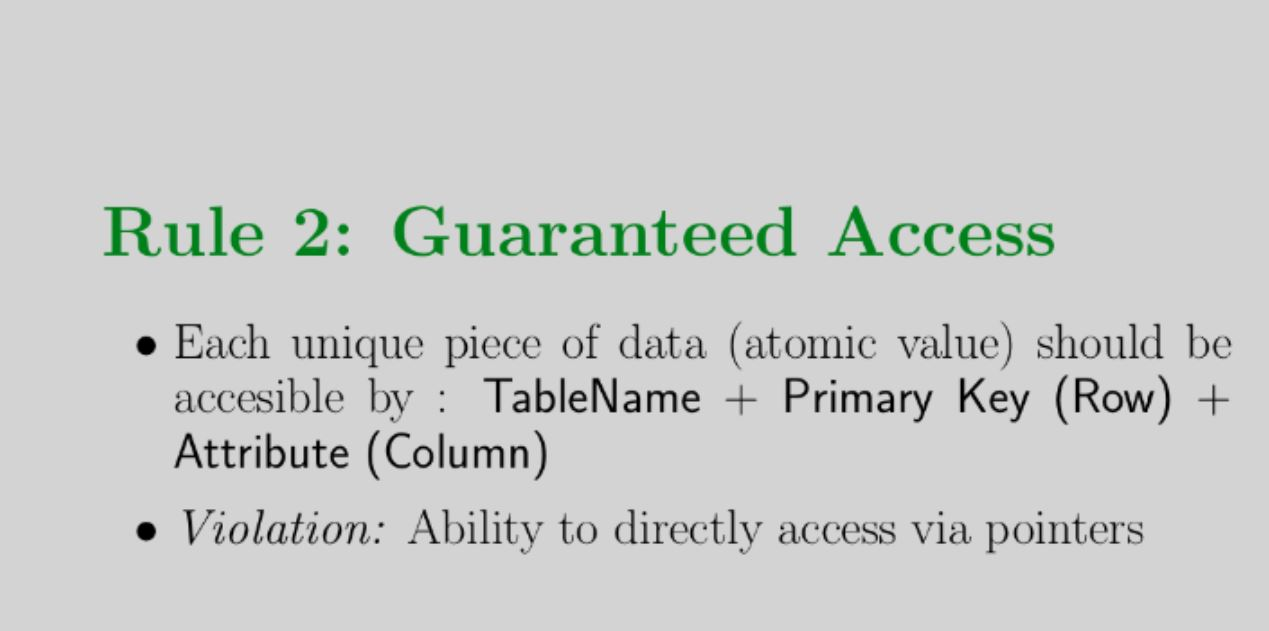 Rule 2: Guaranteed Access
• Each unique piece of data (atomic value) should be
accesible by : TableName + Primary Key (Row) +
Attribute (Column)
• Violation: Ability to directly access via pointers